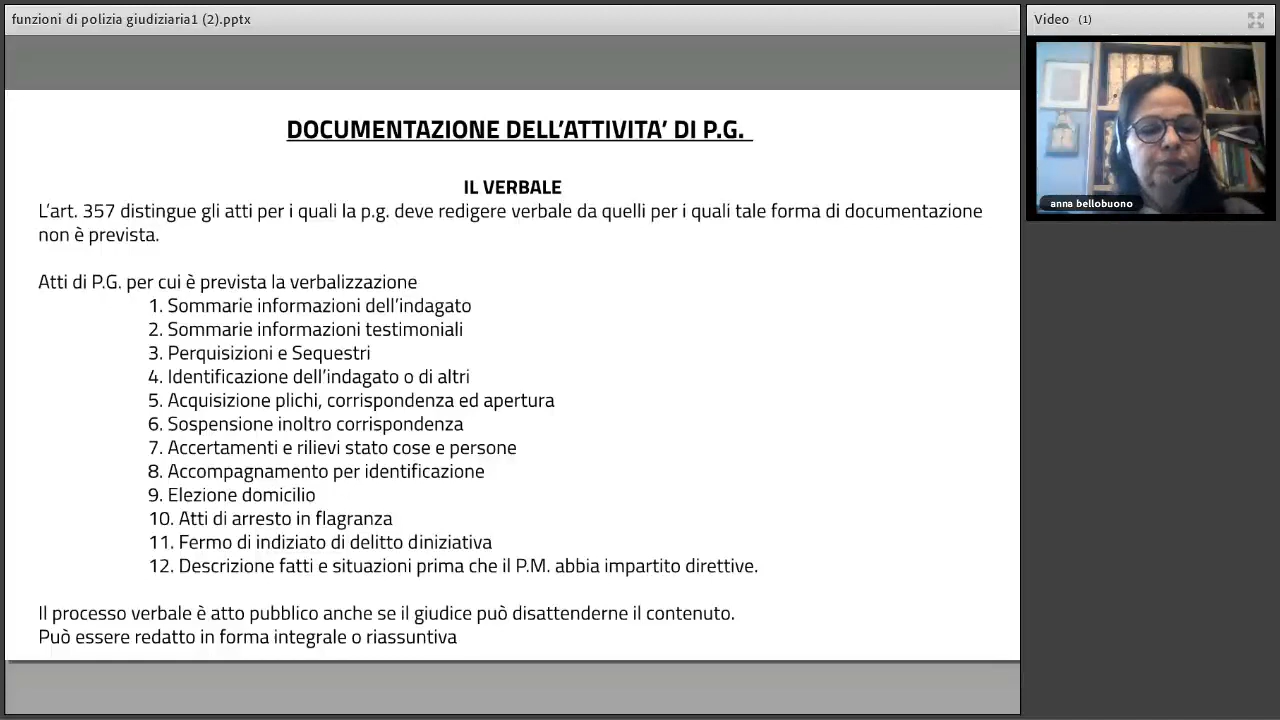 funzioni di polizia giudiziaria1 (2).pptx
Video (1)
anna bellobuono
DOCUMENTAZIONE DELL’ATTIVITA’ DI P.G.
IL VERBALE
L’art. 357 distingue gli atti per i quali la p.g. deve redigere verbale da quelli per i quali tale forma di documentazione
non è prevista.
Atti di P.G. per cui è prevista la verbalizzazione
1. Sommarie informazioni dell’indagato
2. Sommarie informazioni testimoniali
3. Perquisizioni e Sequestri
4. Identificazione dell’indagato o di altri
5. Acquisizione plichi, corrispondenza ed apertura
6. Sospensione inoltro corrispondenza
7. Accertamenti e rilievi stato cose e persone
8. Accompagnamento per identificazione
9. Elezione domicilio
10. Atti di arresto in flagranza
11. Fermo di indiziato di delitto diniziativa
12. Descrizione fatti e situazioni prima che il P.M. abbia impartito direttive.
Il processo verbale è atto pubblico anche se il giudice può disattenderne il contenuto.
Può essere redatto in forma integrale o riassuntiva